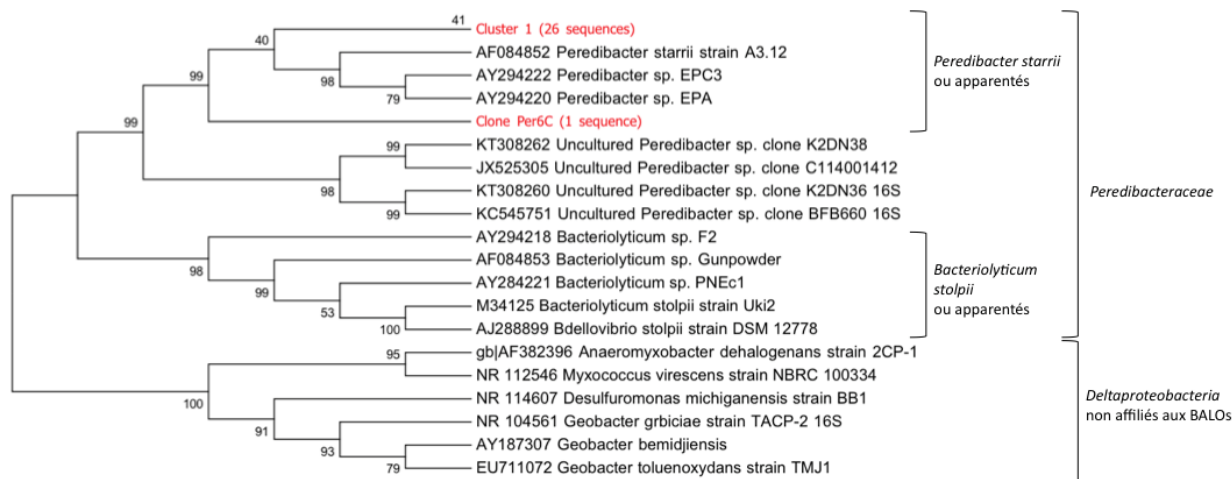 41
Cluster 1 (26 sequences)
40
AF084852 Peredibacter starrii strain A3.12
99
98
AY294222 Peredibacter sp. EPC3
79
AY294220 Peredibacter sp. EPA
Peredibacter starrii
ou apparentés
99
Clone Per6C (1 sequence)
99
KT308262 Uncultured Peredibacter sp. clone K2DN38
JX525305 Uncultured Peredibacter sp. clone C114001412
98
KT308260 Uncultured Peredibacter sp. clone K2DN36 16S
99
KC545751 Uncultured Peredibacter sp. clone BFB660 16S
Peredibacteraceae
AY294218 Bacteriolyticum sp. F2
98
AF084853 Bacteriolyticum sp. Gunpowder
99
AY284221 Bacteriolyticum sp. PNEc1
53
M34125 Bacteriolyticum stolpii strain Uki2
100
AJ288899 Bdellovibrio stolpii strain DSM 12778
Bacteriolyticum
stolpii
ou apparentés
95
gb|AF382396 Anaeromyxobacter dehalogenans strain 2CP-1
NR 112546 Myxococcus virescens strain NBRC 100334
100
NR 114607 Desulfuromonas michiganensis strain BB1
91
NR 104561 Geobacter grbiciae strain TACP-2 16S
93
AY187307 Geobacter bemidjiensis
79
EU711072 Geobacter toluenoxydans strain TMJ1
Deltaproteobacteria
non affiliés aux BALOs